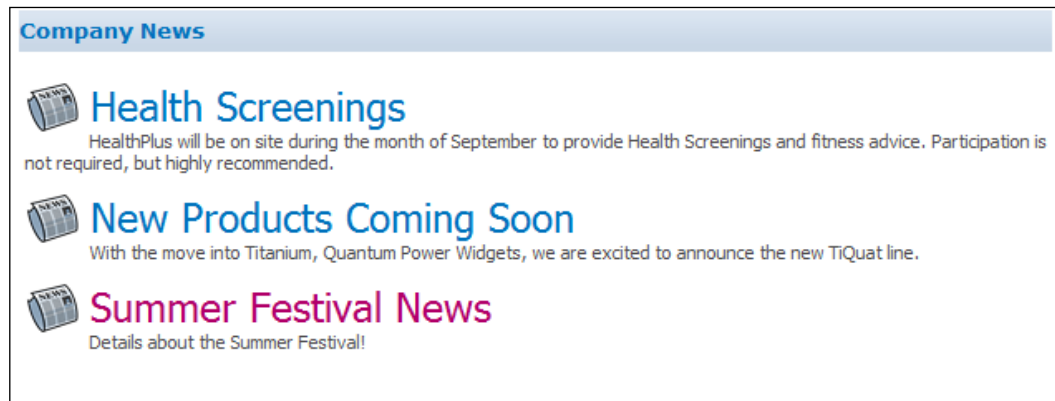 Company News
NEWS
Health Screenings
HealthPlus will be on site during the month of September to provide Health Screenings and fitness advice. Participation is
not required, but highly recommended.
NEWS
New Products Coming Soon
With the move into Titanium, Quantum Power Widgets, we are excited to announce the new TiQuat line.
NEWS
Summer Festival News
Details about the Summer Festival!